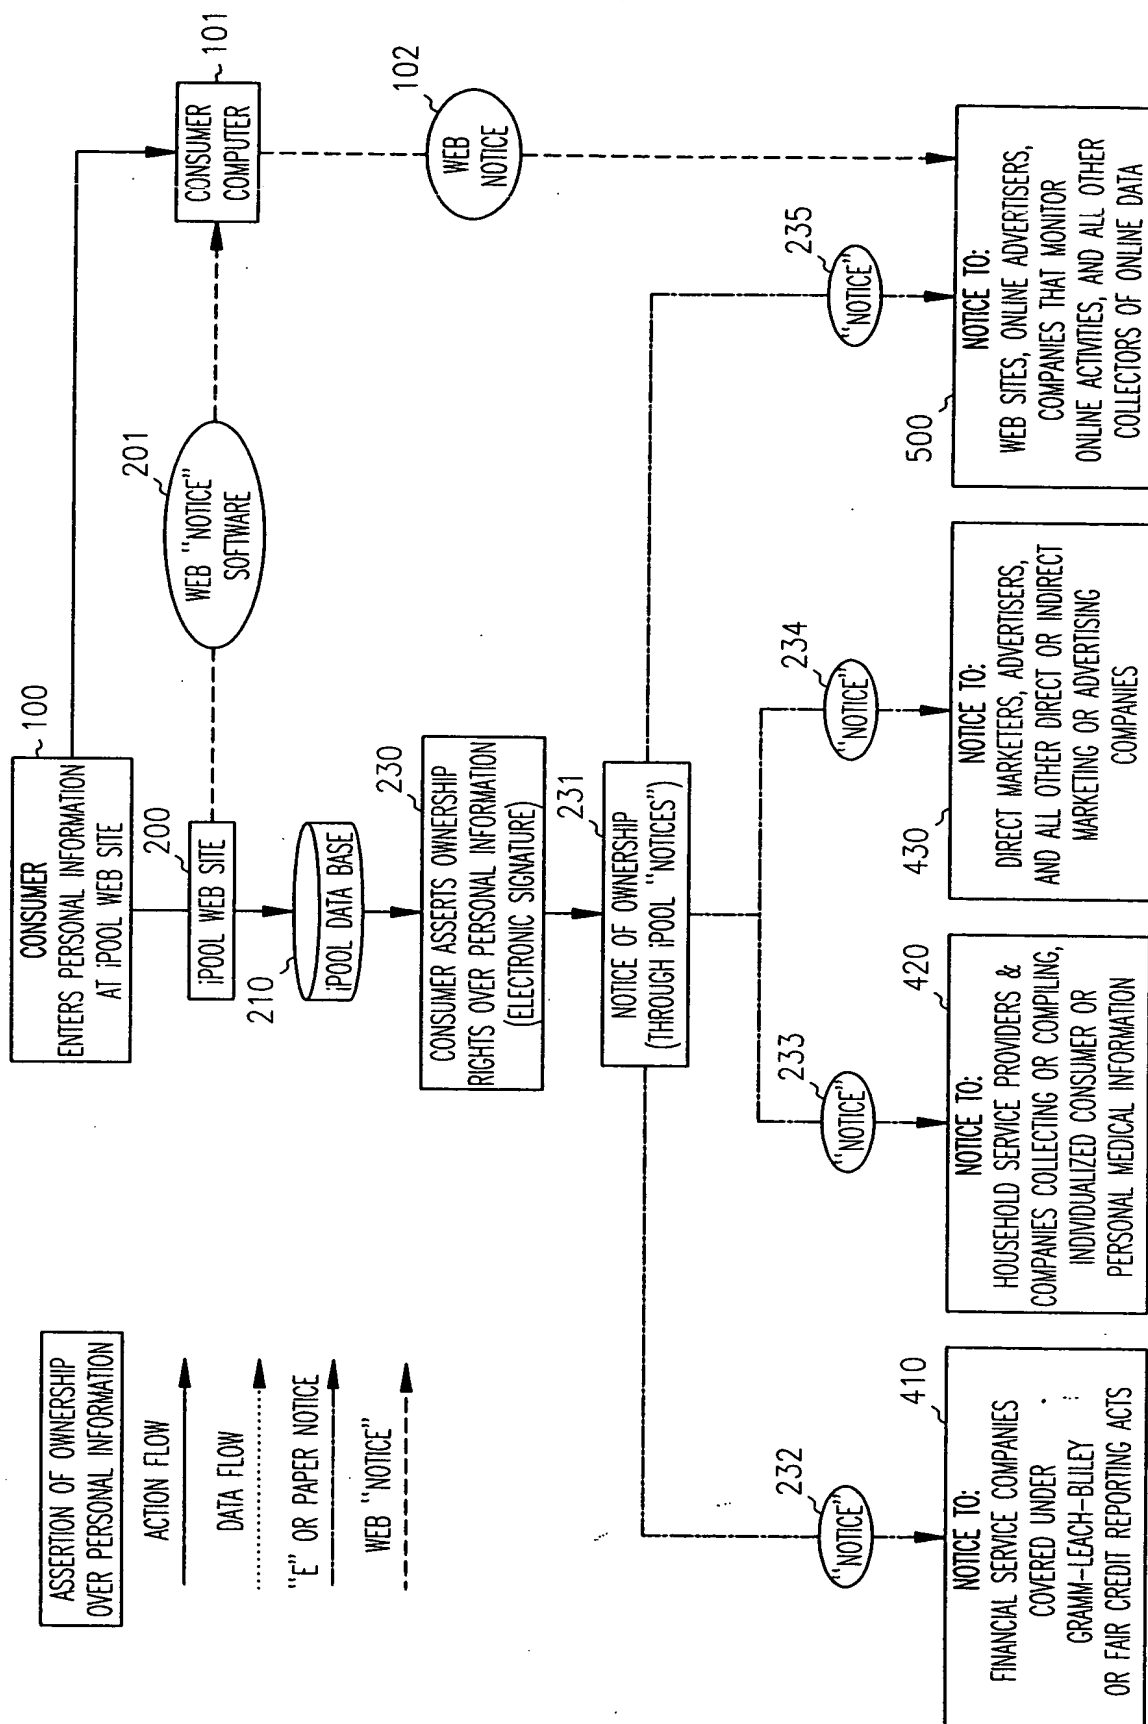 ASSERTION OF OWNERSHIP
OVER PERSONAL INFORMATION
ACTION FLOW
DATA FLOW
"E" OR PAPER NOTICE
WEB "NOTICE"
CONSUMER
ENTERS PERSONAL INFORMATION
AT iPOOL WEB SITE
100
CONSUMER
COMPUTER
101
WEB "NOTICE"
SOFTWARE
201
WEB
NOTICE
102
iPOOL WEB SITE
200
iPOOL DATA BASE
210
CONSUMER ASSERTS OWNERSHIP
RIGHTS OVER PERSONAL INFORMATION
(ELECTRONIC SIGNATURE)
230
NOTICE OF OWNERSHIP
(THROUGH iPOOL "NOTICES")
231
"NOTICE"
232
"NOTICE"
233
"NOTICE"
234
"NOTICE"
235
NOTICE TO:
FINANCIAL SERVICE COMPANIES
COVERED UNDER
GRAMM-LEACH-BLILEY
OR FAIR CREDIT REPORTING ACTS
410
NOTICE TO:
HOUSEHOLD SERVICE PROVIDERS &
COMPANIES COLLECTING OR COMPILING,
INDIVIDUALIZED CONSUMER OR
PERSONAL MEDICAL INFORMATION
420
NOTICE TO:
DIRECT MARKETERS, ADVERTISERS,
AND ALL OTHER DIRECT OR INDIRECT
MARKETING OR ADVERTISING
COMPANIES
430
NOTICE TO:
WEB SITES, ONLINE ADVERTISERS,
COMPANIES THAT MONITOR
ONLINE ACTIVITIES, AND ALL OTHER
COLLECTORS OF ONLINE DATA
500